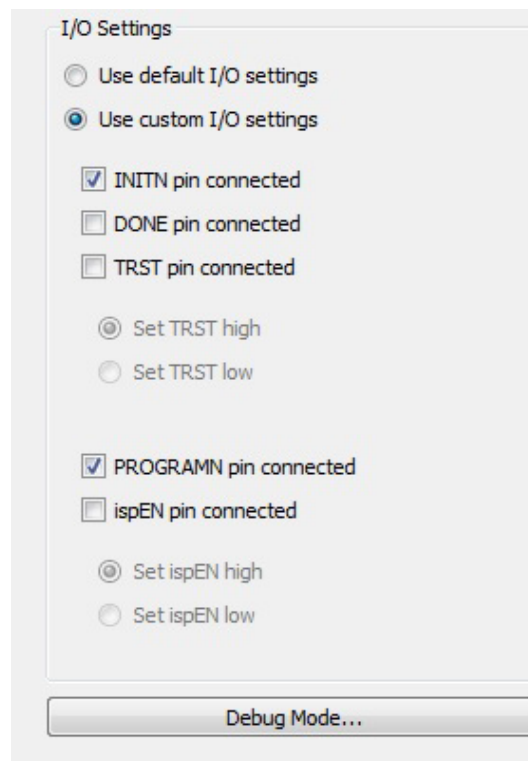 I/O Settings
Use default I/O settings
Use custom I/O settings
INITN pin connected
DONE pin connected
TRST pin connected
Set TRST high
Set TRST low
PROGRAMN pin connected
ispEN pin connected
Set ispEN high
Set ispEN low
Debug Mode...